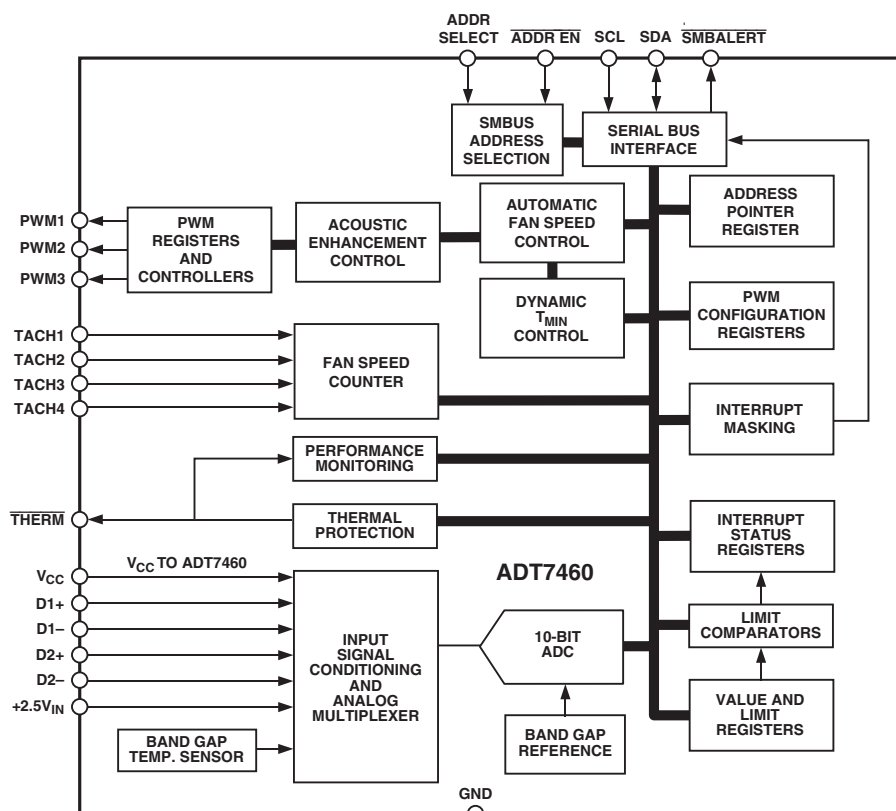 ADDR
SELECT
ADDR EN
SCL
SDA
SMBALERT
SMBUS
ADDRESS
SELECTION
SERIAL BUS
INTERFACE
PWM1
PWM2
PWM3
PWM
REGISTERS
AND
CONTROLLERS
ACOUSTIC
ENHANCEMENT
CONTROL
AUTOMATIC
FAN SPEED
CONTROL
ADDRESS
POINTER
REGISTER
DYNAMIC
TMIN
CONTROL
PWM
CONFIGURATION
REGISTERS
TACH1
TACH2
TACH3
TACH4
FAN SPEED
COUNTER
INTERRUPT
MASKING
PERFORMANCE
MONITORING
THERM
THERMAL
PROTECTION
INTERRUPT
STATUS
REGISTERS
VCC
VCC TO ADT7460
D1+
D1–
D2+
D2–
+2.5VIN
INPUT
SIGNAL
CONDITIONING
AND
ANALOG
MULTIPLEXER
ADT7460
10-BIT
ADC
LIMIT
COMPARATORS
VALUE AND
LIMIT
REGISTERS
BAND GAP
TEMP. SENSOR
BAND GAP
REFERENCE
GND